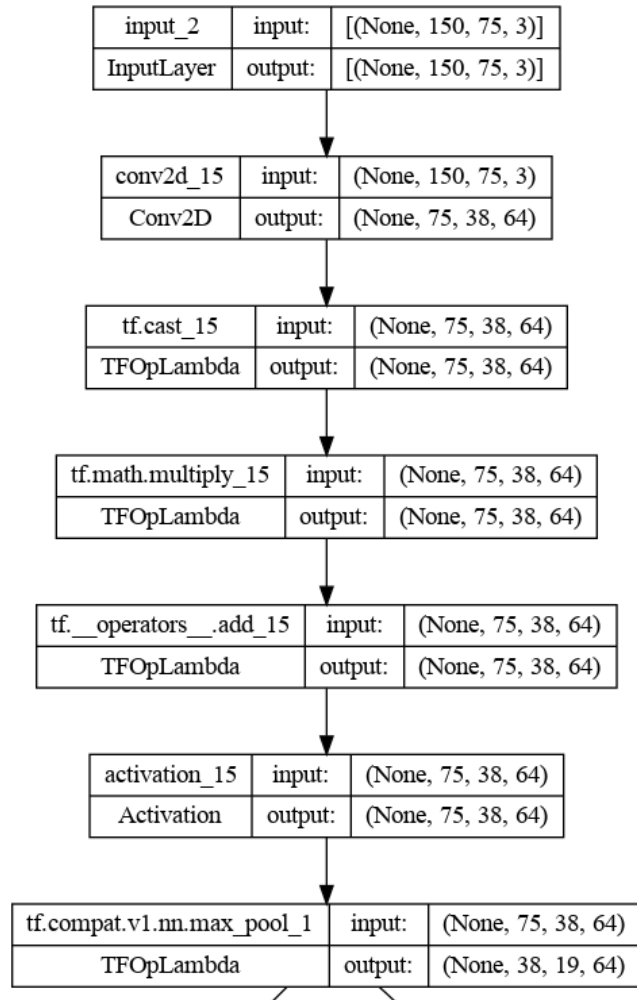 input_2 input: [(None, 150, 75, 3)]
InputLayer output: [(None, 150, 75, 3)]
conv2d_15 input: (None, 150, 75, 3)
Conv2D output: (None, 75, 38, 64)
tf.cast_15 input: (None, 75, 38, 64)
TFOpLambda output: (None, 75, 38, 64)
tf.math.multiply_15 input: (None, 75, 38, 64)
TFOpLambda output: (None, 75, 38, 64)
tf.__operators__.add_15 input: (None, 75, 38, 64)
TFOpLambda output: (None, 75, 38, 64)
activation_15 input: (None, 75, 38, 64)
Activation output: (None, 75, 38, 64)
tf.compat.v1.nn.max_pool_1 input: (None, 75, 38, 64)
TFOpLambda output: (None, 38, 19, 64)